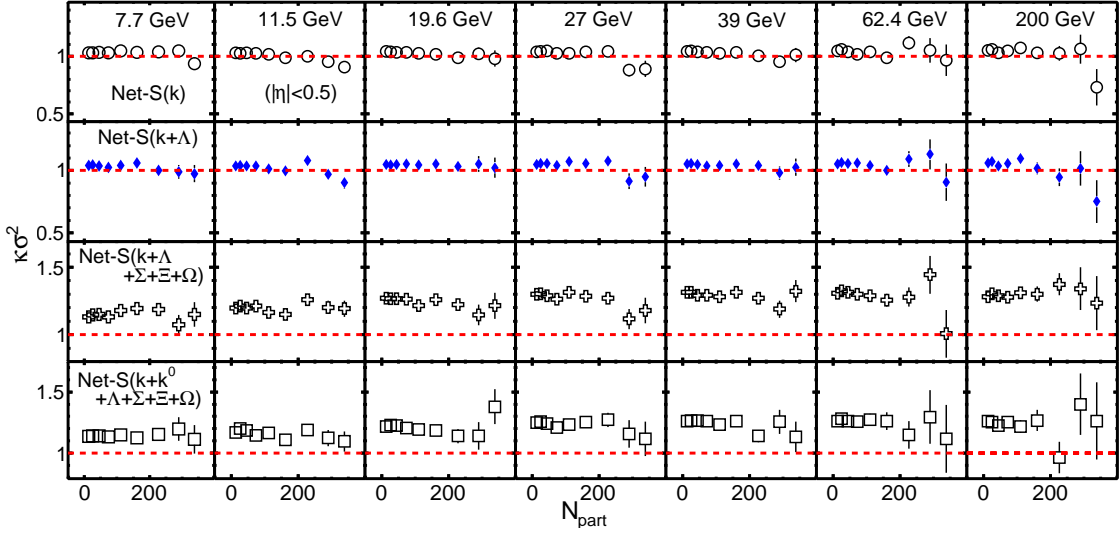 7.7 GeV 11.5 GeV 19.6 GeV 27 GeV 39 GeV 62.4 GeV 200 GeV
1
Net-S(k) (|η|<0.5)
0.5
Net-S(k+Λ)
1
0.5
κσ²
Net-S(k+Λ
+Σ+Ξ+Ω)
1.5
1
Net-S(k+k⁰
+Λ+Σ+Ξ+Ω)
1.5
1
0 200 0 200 0 200 0 200 0 200 0 200 0 200
N_part